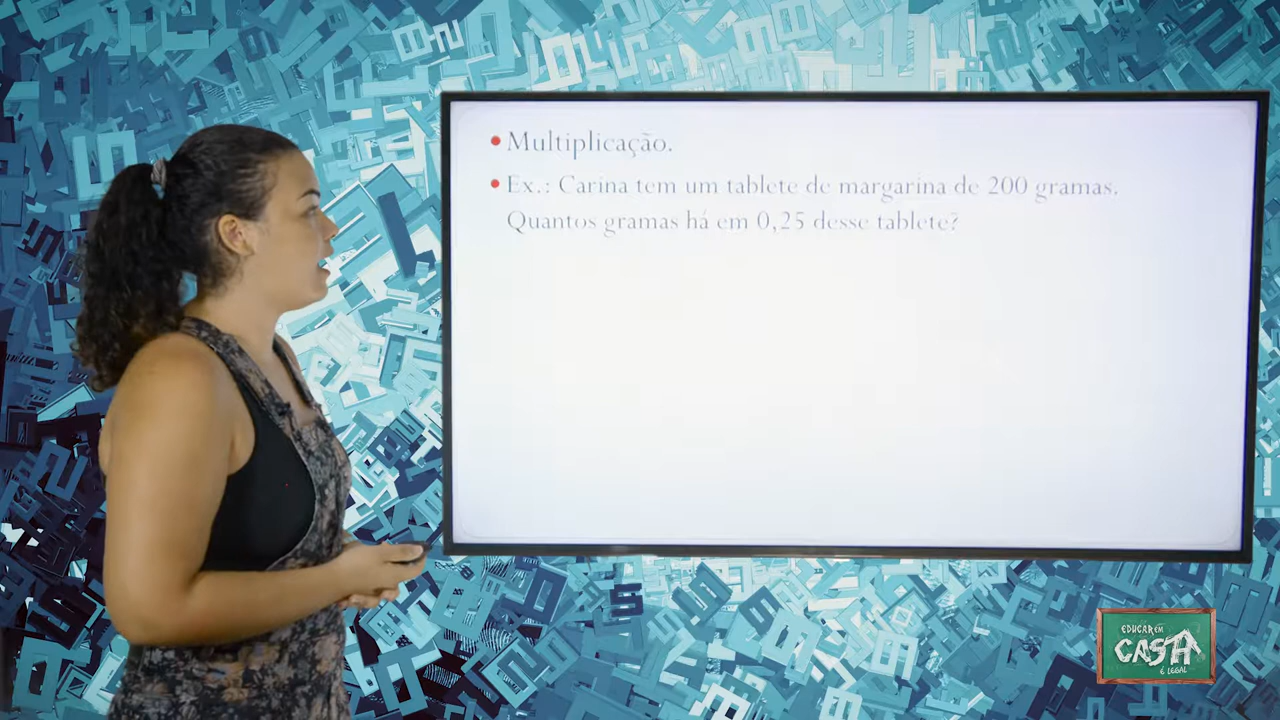 Multiplicação.
Ex.: Carina tem um tablete de margarina de 200 gramas.
Quantos gramas há em 0,25 desse tablete?
EDUCAR EM
CASA
É LEGAL